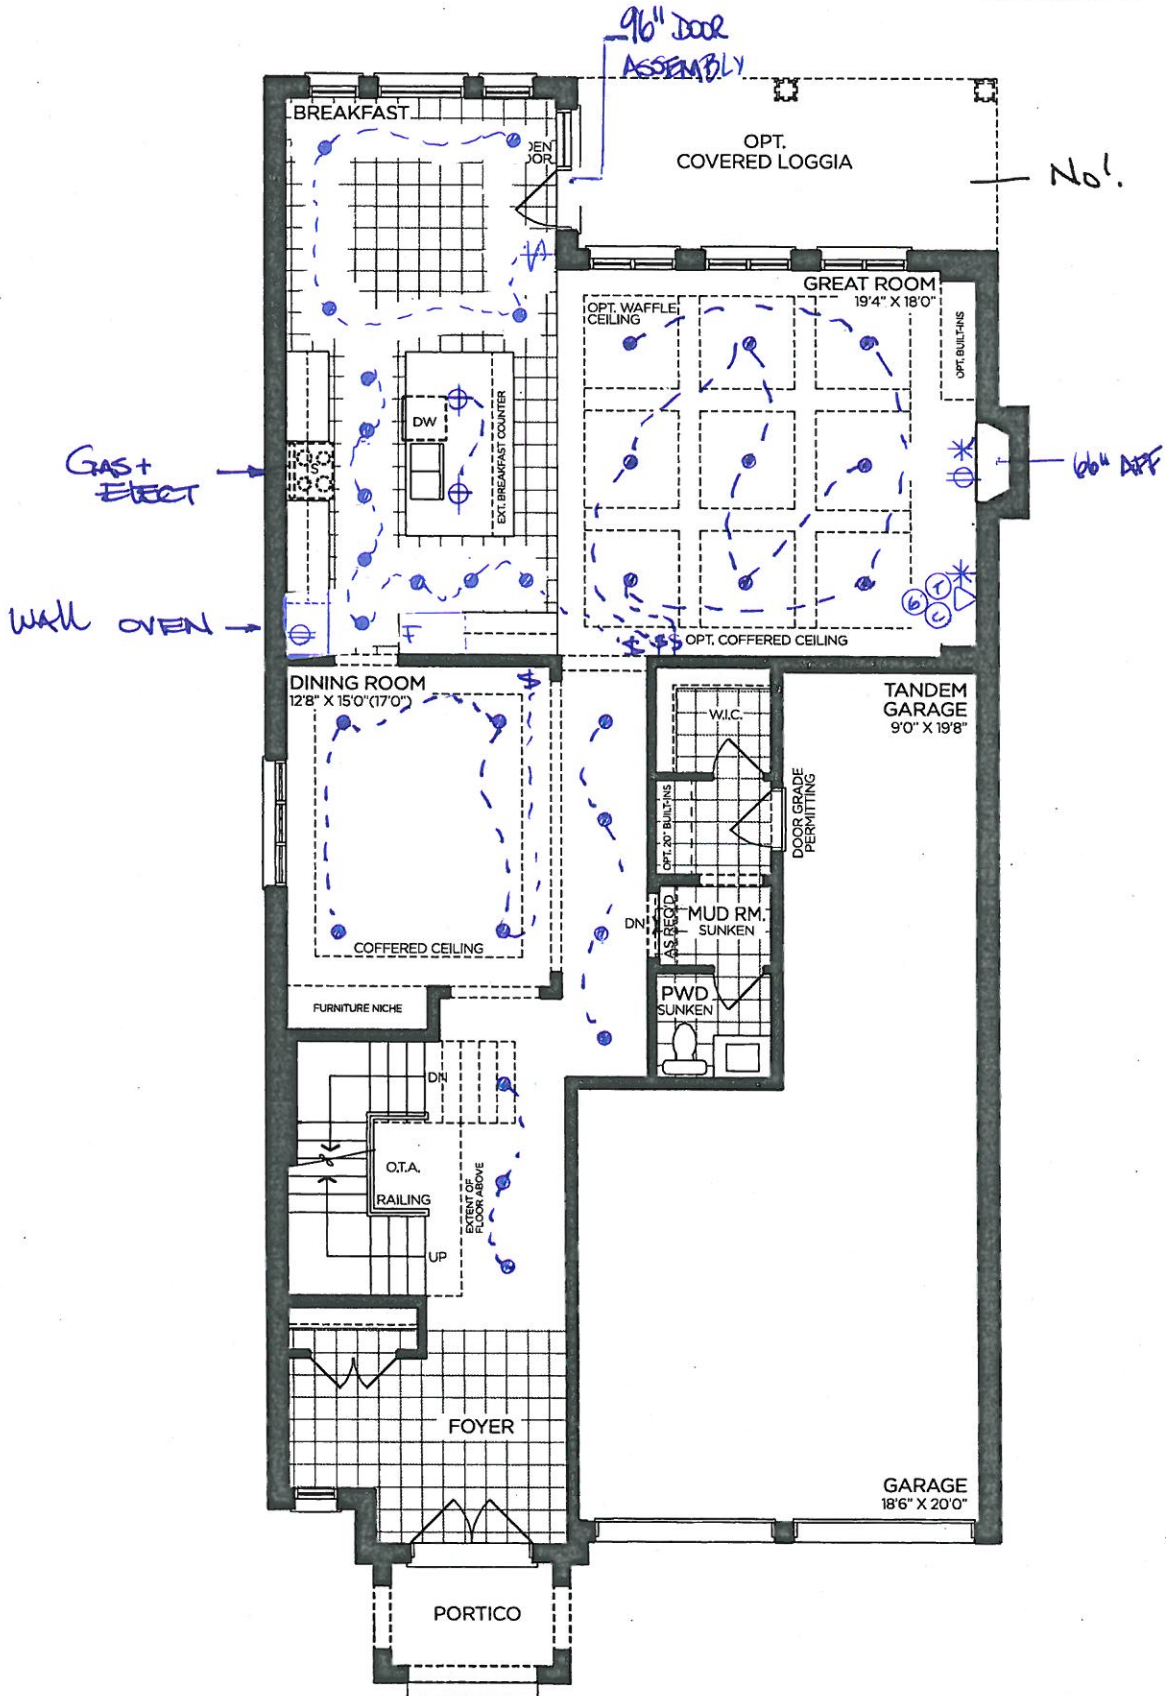 96" DOOR
ASSEMBLY
BREAKFAST
OPT.
COVERED LOGGIA
No!
GREAT ROOM
19'4" X 18'0"
OPT. WAFFLE
CEILING
OPT. BUILT-INS
DW
EXT. BREAKFAST COUNTER
GAS +
ELECT
66" AFF
WALL OVEN
F
6'
T
C
$ $$
OPT. COFFERED CEILING
DINING ROOM
12'8" X 15'0"(17'0")
$
W.I.C.
TANDEM
GARAGE
9'0" X 19'8"
OPT. 20" BUILT-INS
DOOR GRADE
PERMITTING
COFFERED CEILING
DN
AS REQ'D
MUD RM.
SUNKEN
FURNITURE NICHE
PWD
SUNKEN
DN
O.T.A.
RAILING
EXTENT OF
FLOOR ABOVE
UP
FOYER
GARAGE
18'6" X 20'0"
PORTICO